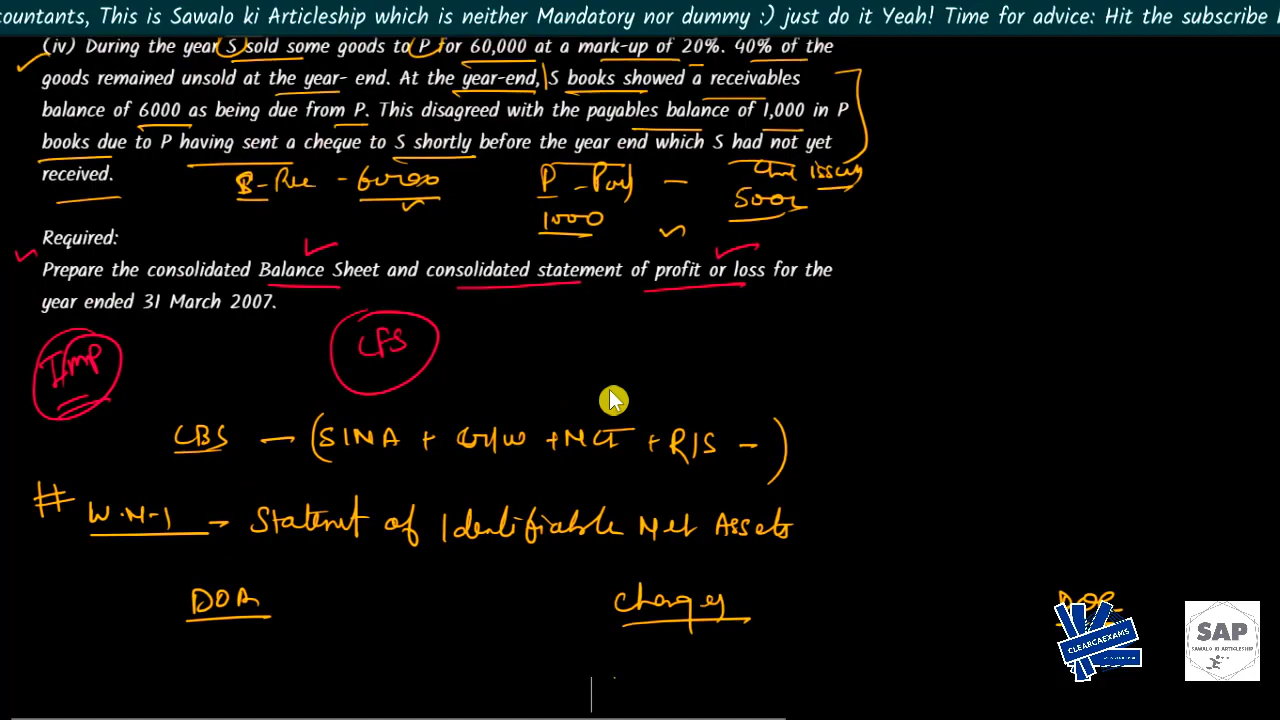 countants, This is Sawalo ki Articleship which is neither Mandatory nor dummy :) just do it Yeah! Time for advice: Hit the subscribe
(iv) During the year S sold some goods to P for 60,000 at a mark-up of 20%. 40% of the
goods remained unsold at the year- end. At the year-end, S books showed a receivables
balance of 6000 as being due from P. This disagreed with the payables balance of 1,000 in P
books due to P having sent a cheque to S shortly before the year end which S had not yet
received.
S - Rec - P - Pay - issued
1000 5000
Required:
Prepare the consolidated Balance Sheet and consolidated statement of profit or loss for the
year ended 31 March 2007.
Imp CFS
CBS - (SINA + G/W + NCI + R/S - )
# W.N-1 - Statemet of Identifiable Net Assets
DOA Changes
CLEARCAEXAMS
SAP
SAWALO KI ARTICLESHIP